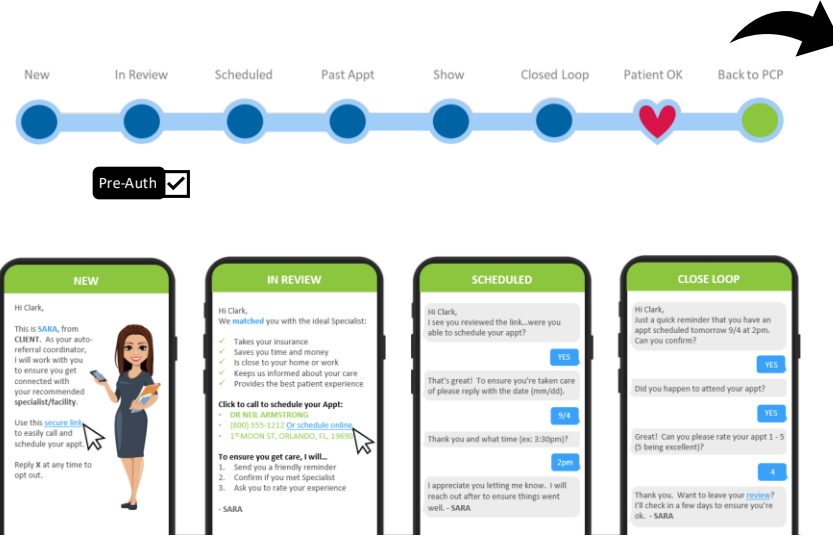 New In Review Scheduled Past Appt Show Closed Loop Patient OK Back to PCP
Pre-Auth
NEW
Hi Clark,
This is SARA, from
CLIENT. As your auto-
referral coordinator,
I will work with you
to ensure you get
connected with
your recommended
specialist/facility.
Use this secure link
to easily call and
schedule your appt.
Reply X at any time to
opt out.
IN REVIEW
Hi Clark,
We matched you with the ideal Specialist:
✓ Takes your insurance
✓ Saves you time and money
✓ Is close to your home or work
✓ Keeps us informed about your care
✓ Provides the best patient experience
Click to call to schedule your Appt:
• DR NEIL ARMSTRONG
• (800) 555-1212 Or schedule online
• 1ST MOON ST, ORLANDO, FL, 19690
To ensure you get care, I will...
1. Send you a friendly reminder
2. Confirm if you met Specialist
3. Ask you to rate your experience
- SARA
SCHEDULED
Hi Clark,
I see you reviewed the link...were you
able to schedule your appt?
YES
That's great! To ensure you're taken care
of please reply with the date (mm/dd).
9/4
Thank you and what time (ex: 3:30pm)?
2pm
I appreciate you letting me know. I will
reach out after to ensure things went
well. - SARA
CLOSE LOOP
Hi Clark,
Just a quick reminder that you have an
appt scheduled tomorrow 9/4 at 2pm.
Can you confirm?
YES
Did you happen to attend your appt?
YES
Great! Can you please rate your appt 1 - 5
(5 being excellent)?
4
Thank you. Want to leave your review?
I'll check in a few days to ensure you're
ok. - SARA